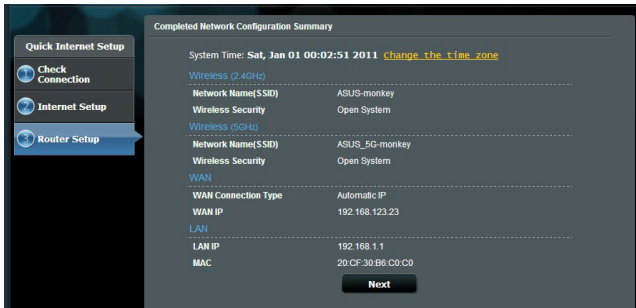 Completed Network Configuration Summary
Quick Internet Setup
System Time: Sat, Jan 01 00:02:51 2011 Change the time zone
1 Check
Connection
2 Internet Setup
3 Router Setup
Wireless (2.4GHz)
Network Name(SSID) ASUS-monkey
Wireless Security Open System
Wireless (5GHz)
Network Name(SSID) ASUS_5G-monkey
Wireless Security Open System
WAN
WAN Connection Type Automatic IP
WAN IP 192.168.123.23
LAN
LAN IP 192.168.1.1
MAC 20:CF:30:B6:C0:C0
Next